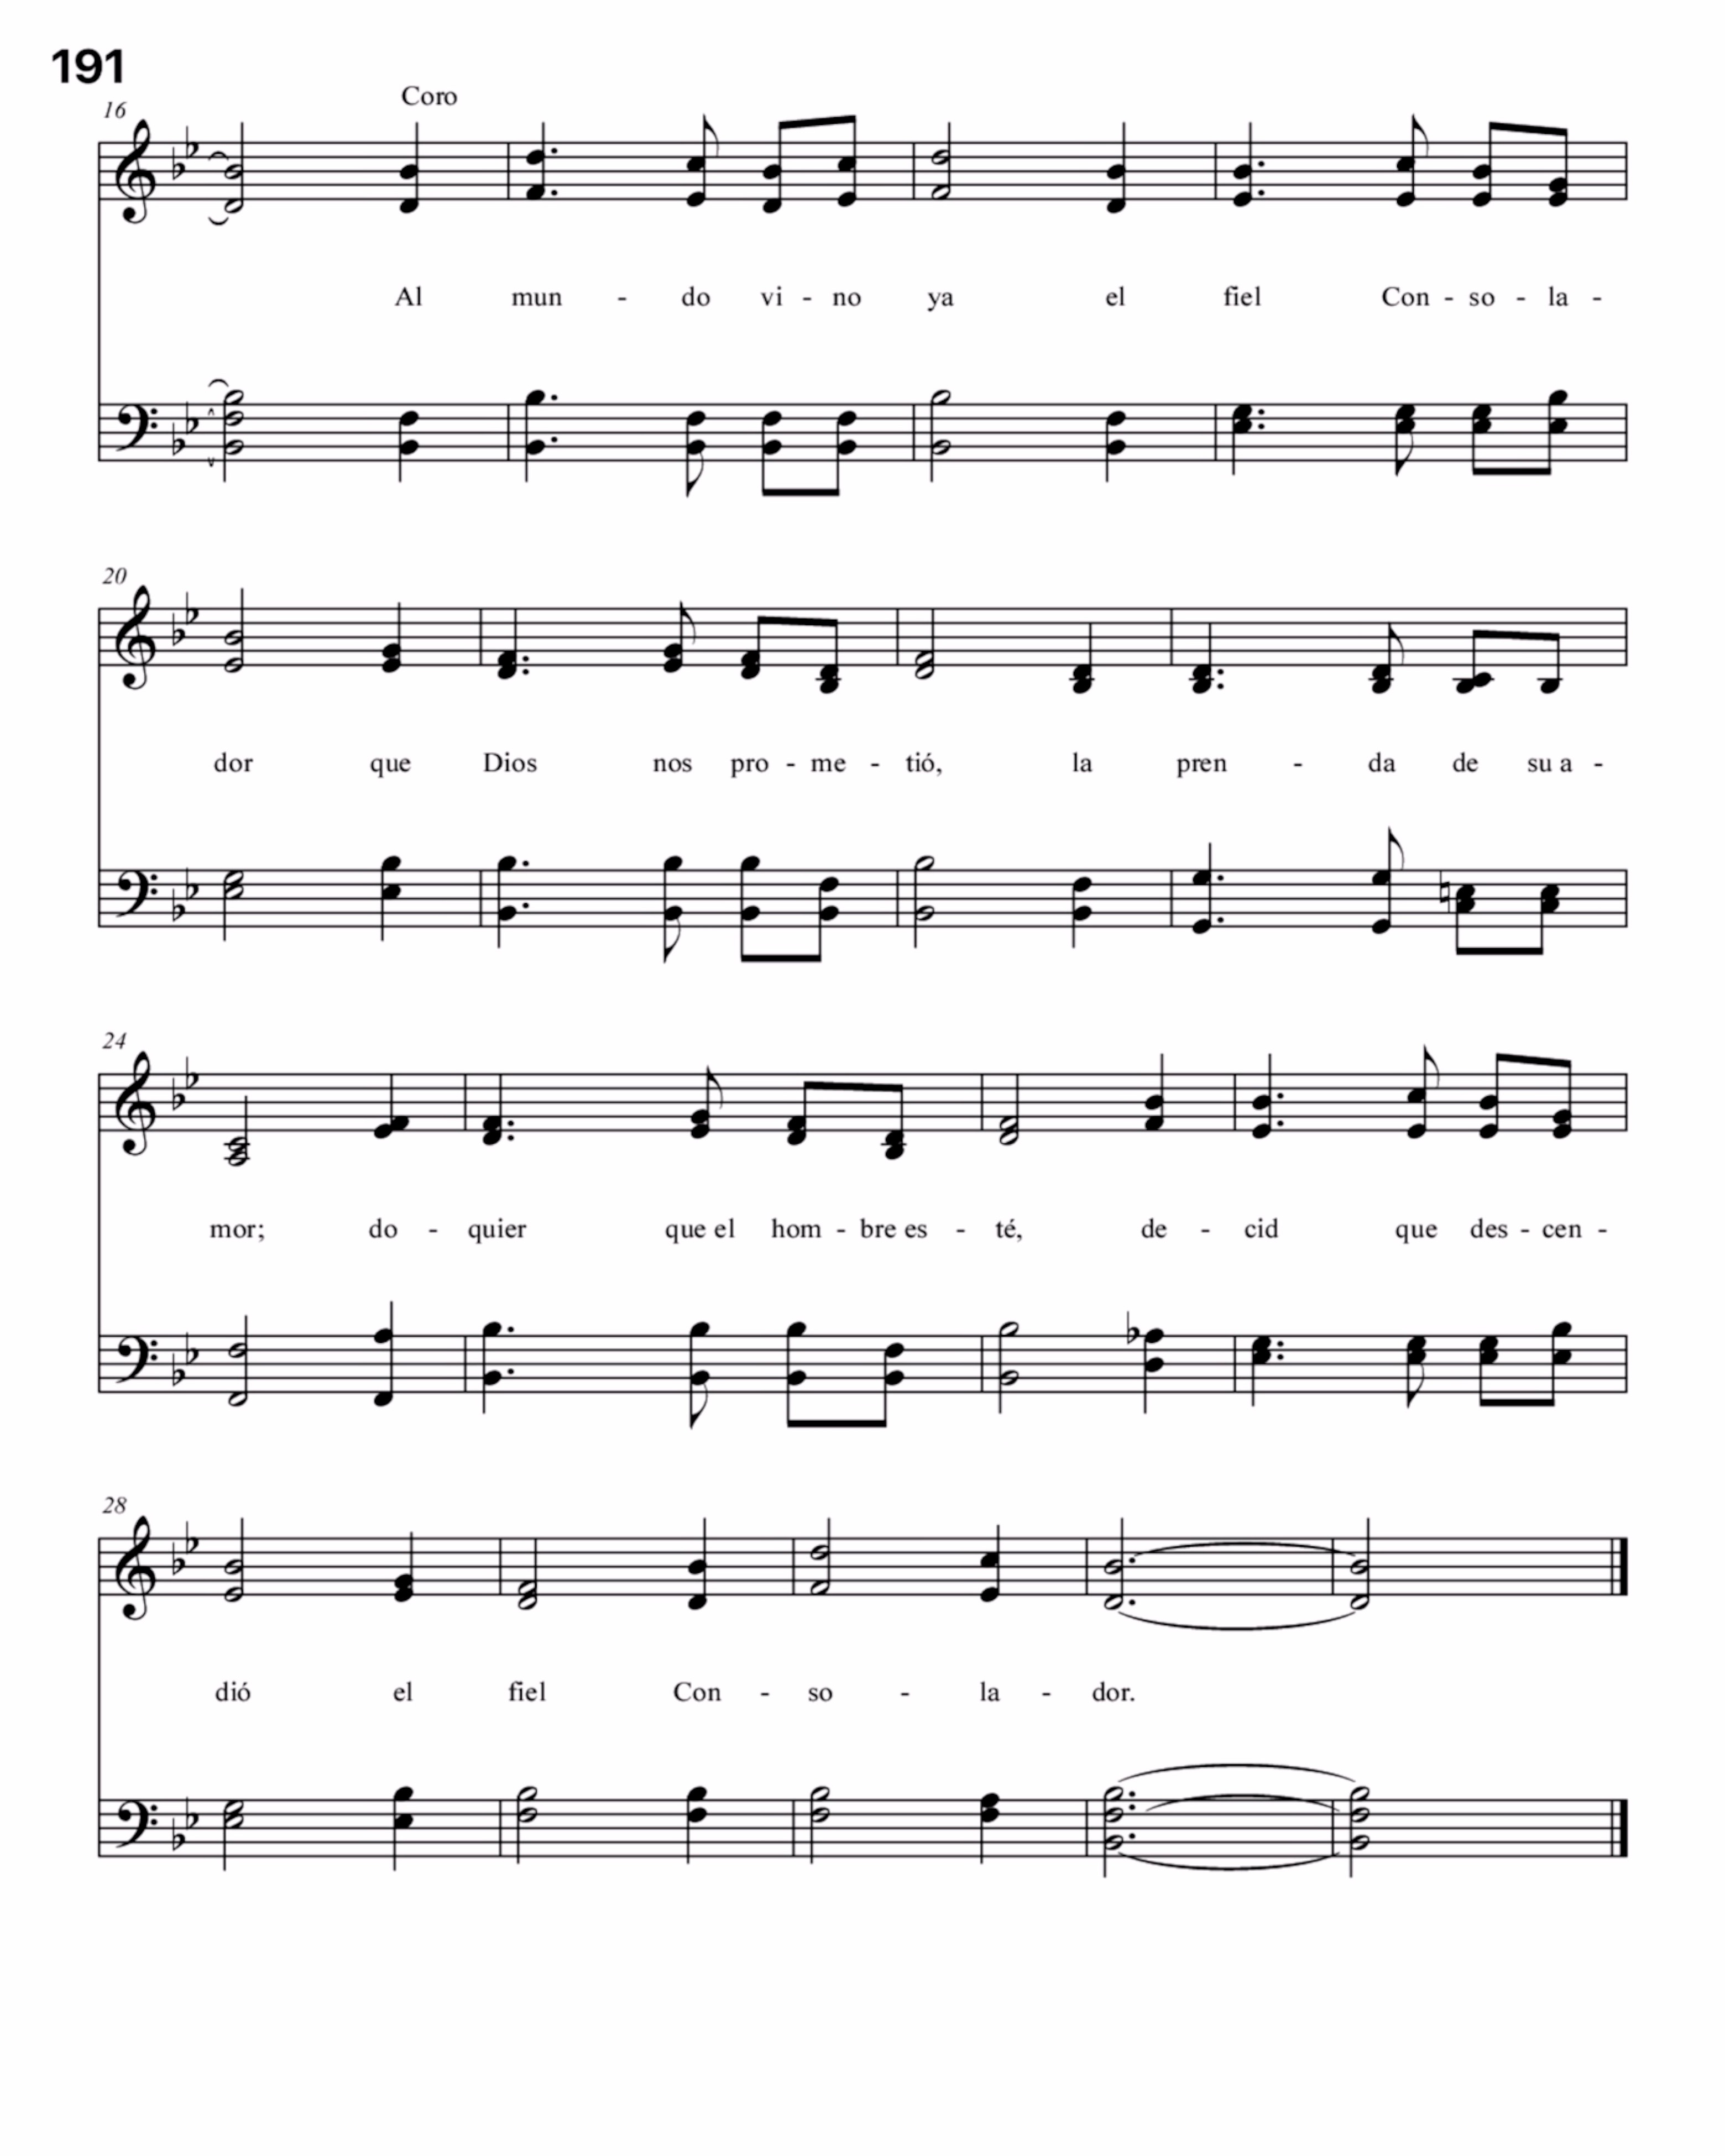 191
16
Coro
Al mun - do vi - no ya el fiel Con - so - la -
20
dor que Dios nos pro - me - tió, la pren - da de su a -
24
mor; do - quier que el hom - bre es - té, de - cid que des - cen -
28
dió el fiel Con - so - la - dor.